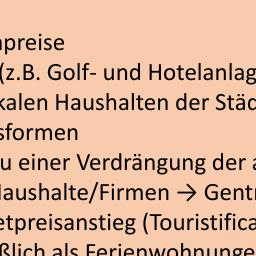 npreise
(z.B. Golf- und Hotelanlag
kalen Haushalten der Städ
sformen
u einer Verdrängung der a
Haushalte/Firmen → Gentr
etpreisanstieg (Touristifica
ßlich als Ferienwohnunge